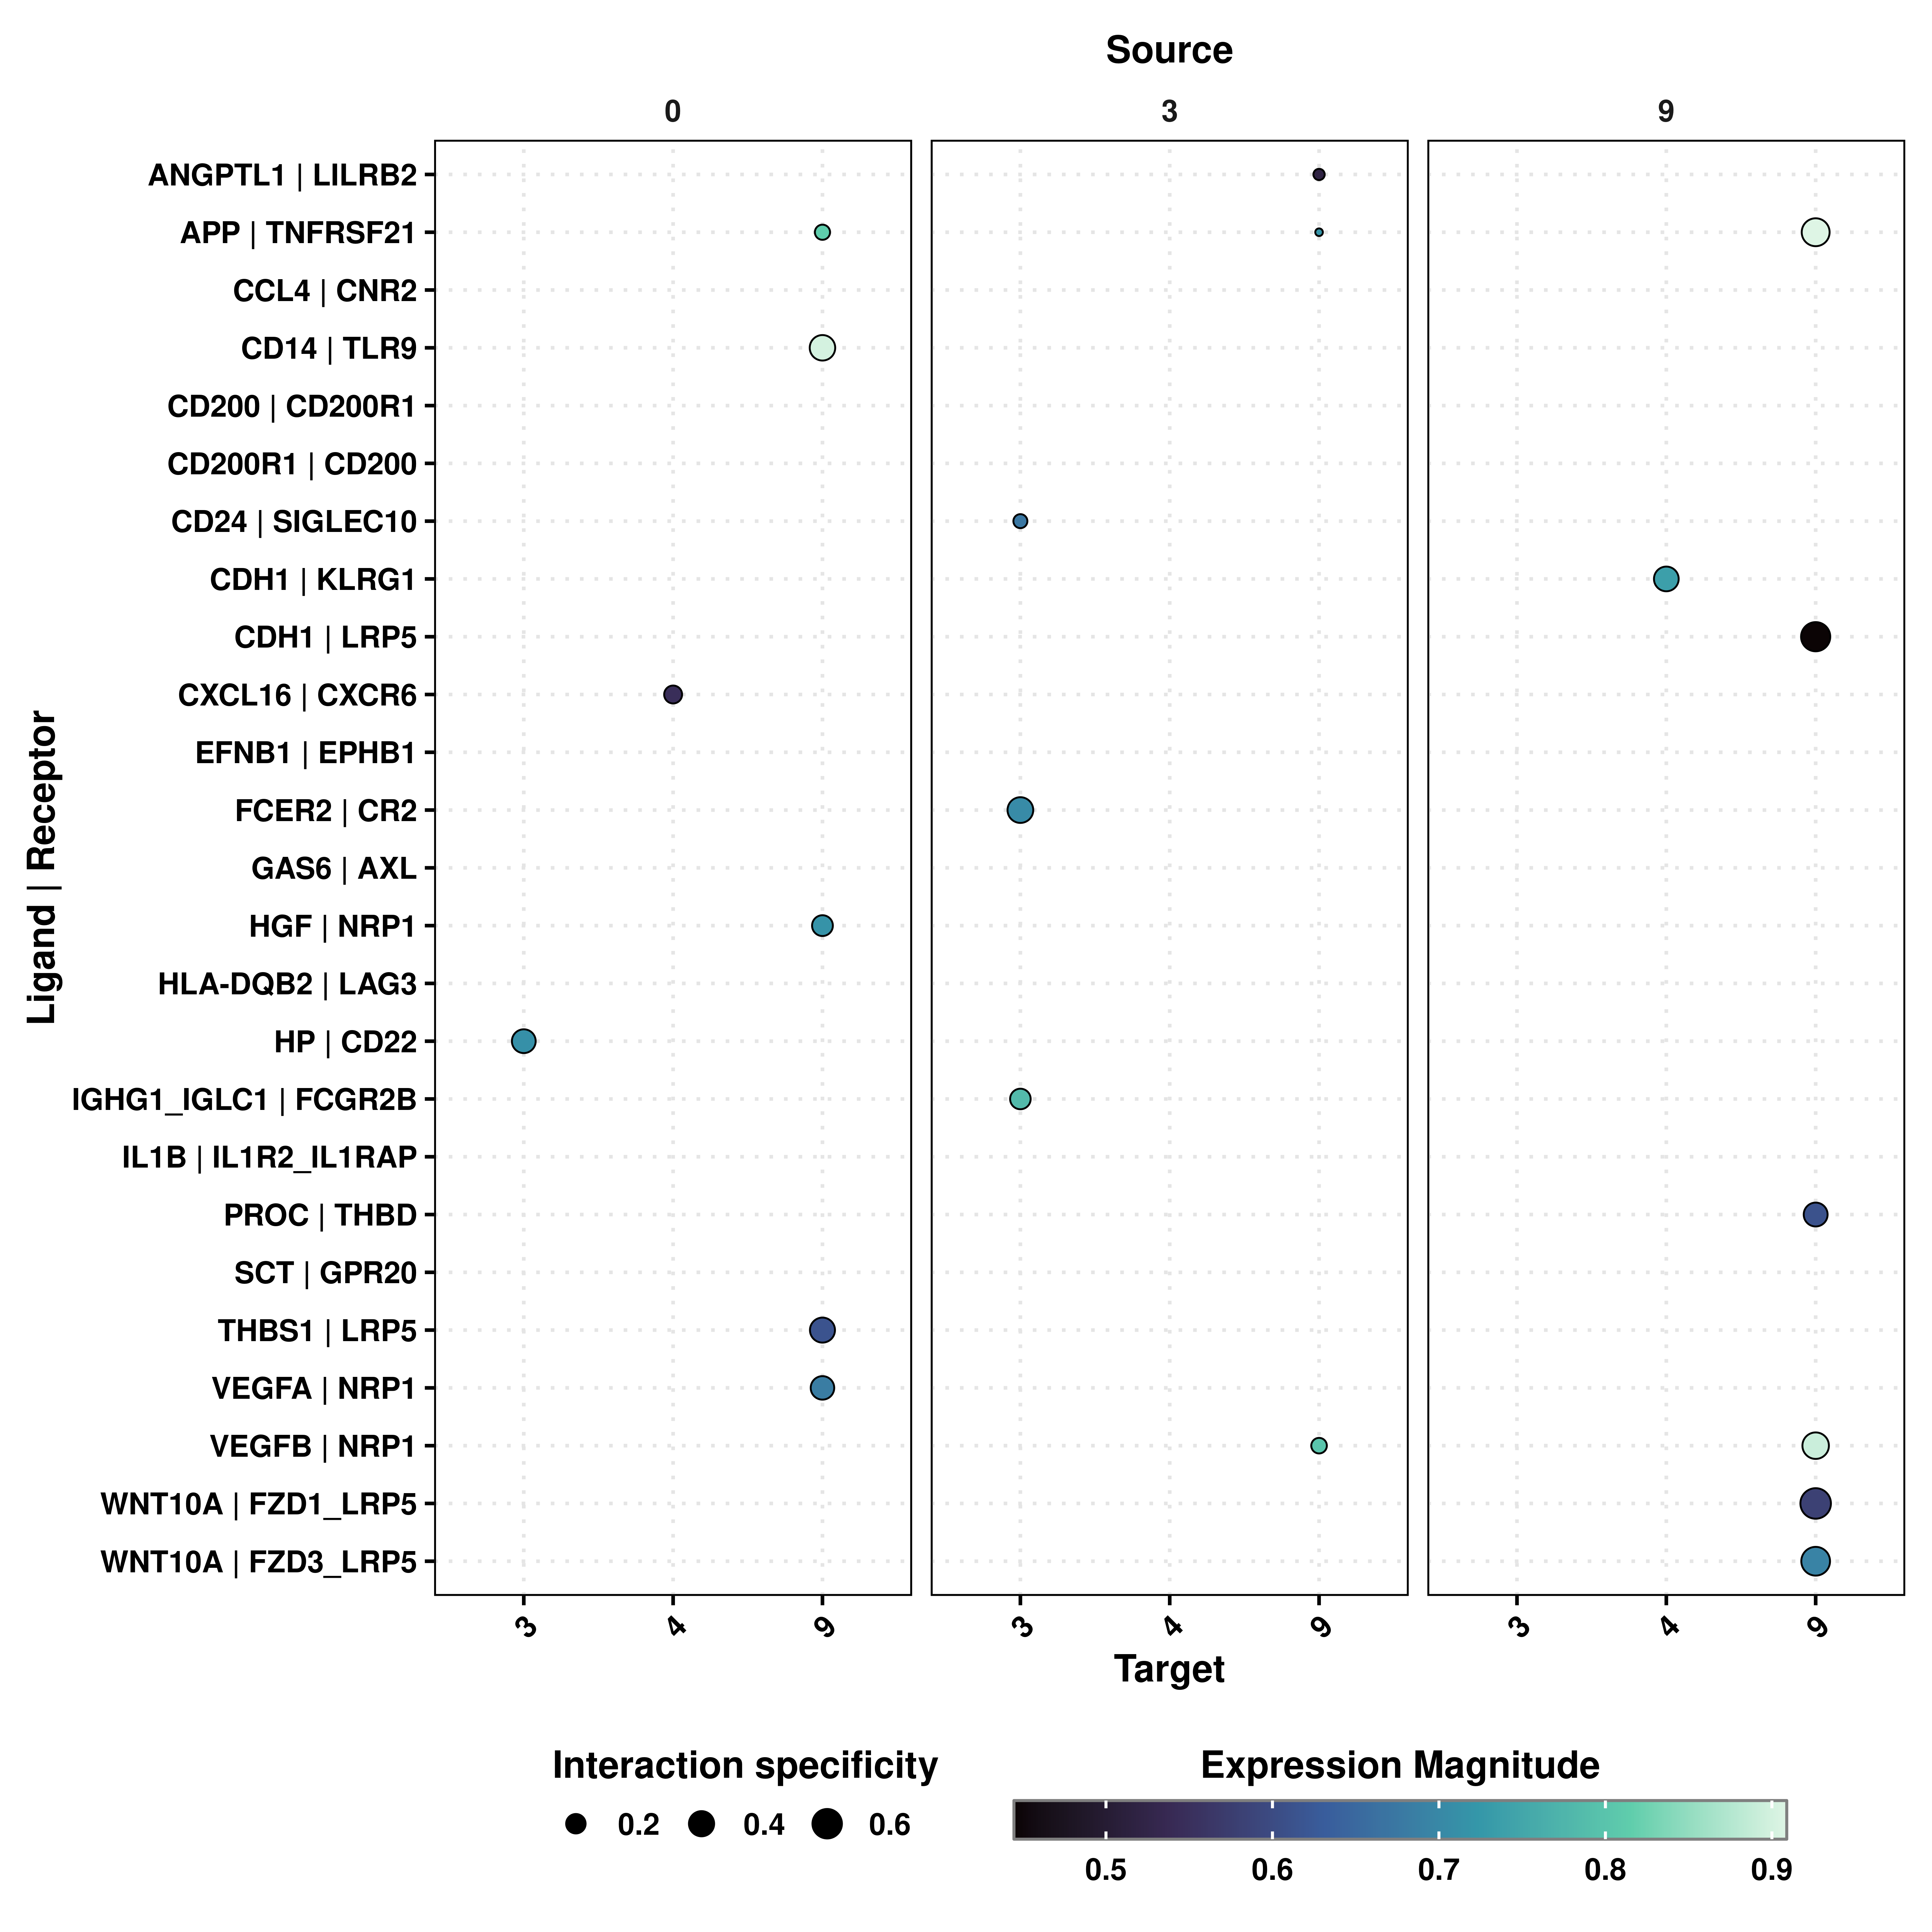 Source
0 3 9
ANGPTL1 | LILRB2
APP | TNFRSF21
CCL4 | CNR2
CD14 | TLR9
CD200 | CD200R1
CD200R1 | CD200
CD24 | SIGLEC10
CDH1 | KLRG1
CDH1 | LRP5
CXCL16 | CXCR6
EFNB1 | EPHB1
FCER2 | CR2
GAS6 | AXL
HGF | NRP1
HLA-DQB2 | LAG3
HP | CD22
IGHG1_IGLC1 | FCGR2B
IL1B | IL1R2_IL1RAP
PROC | THBD
SCT | GPR20
THBS1 | LRP5
VEGFA | NRP1
VEGFB | NRP1
WNT10A | FZD1_LRP5
WNT10A | FZD3_LRP5
Ligand | Receptor
3 4 9 3 4 9 3 4 9
Target
Interaction specificity
0.2 0.4 0.6
Expression Magnitude
0.5 0.6 0.7 0.8 0.9